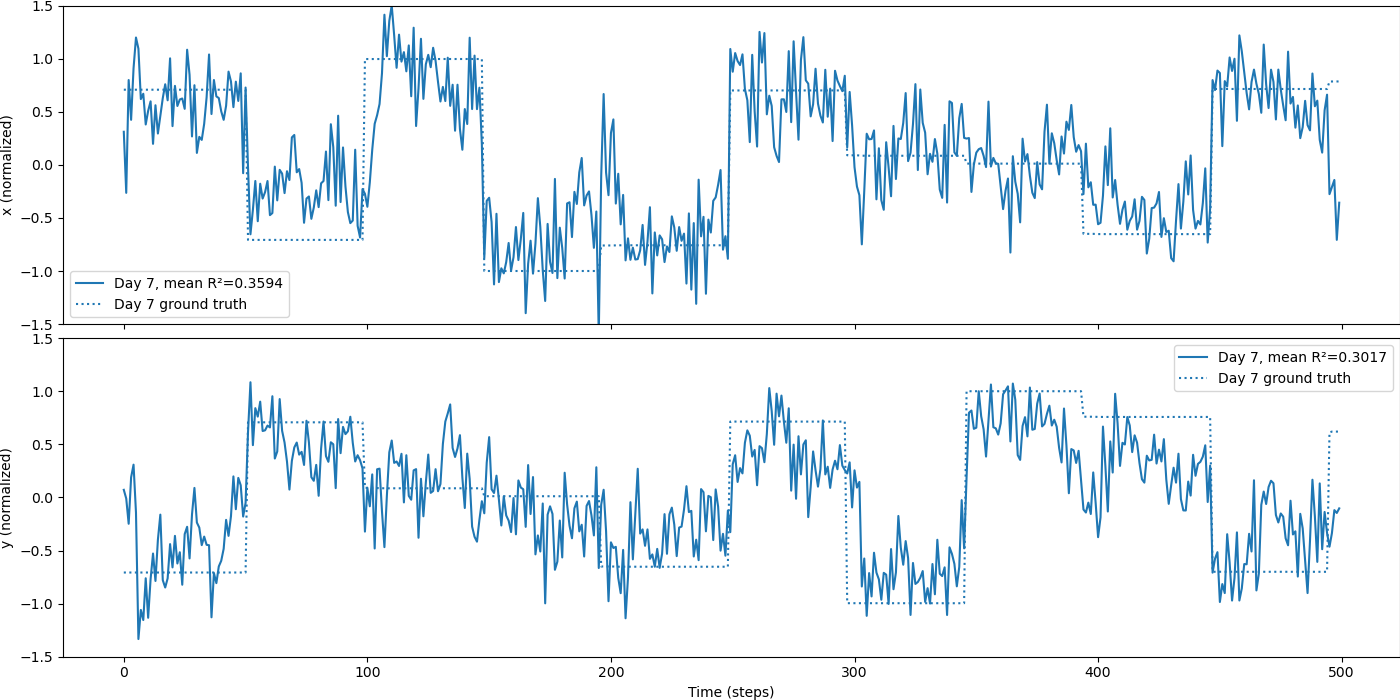 1.5
1.0
0.5
0.0
−0.5
−1.0
−1.5
x (normalized)
Day 7, mean R²=0.3594
Day 7 ground truth
1.5
1.0
0.5
0.0
−0.5
−1.0
−1.5
y (normalized)
Day 7, mean R²=0.3017
Day 7 ground truth
0 100 200 300 400 500
Time (steps)